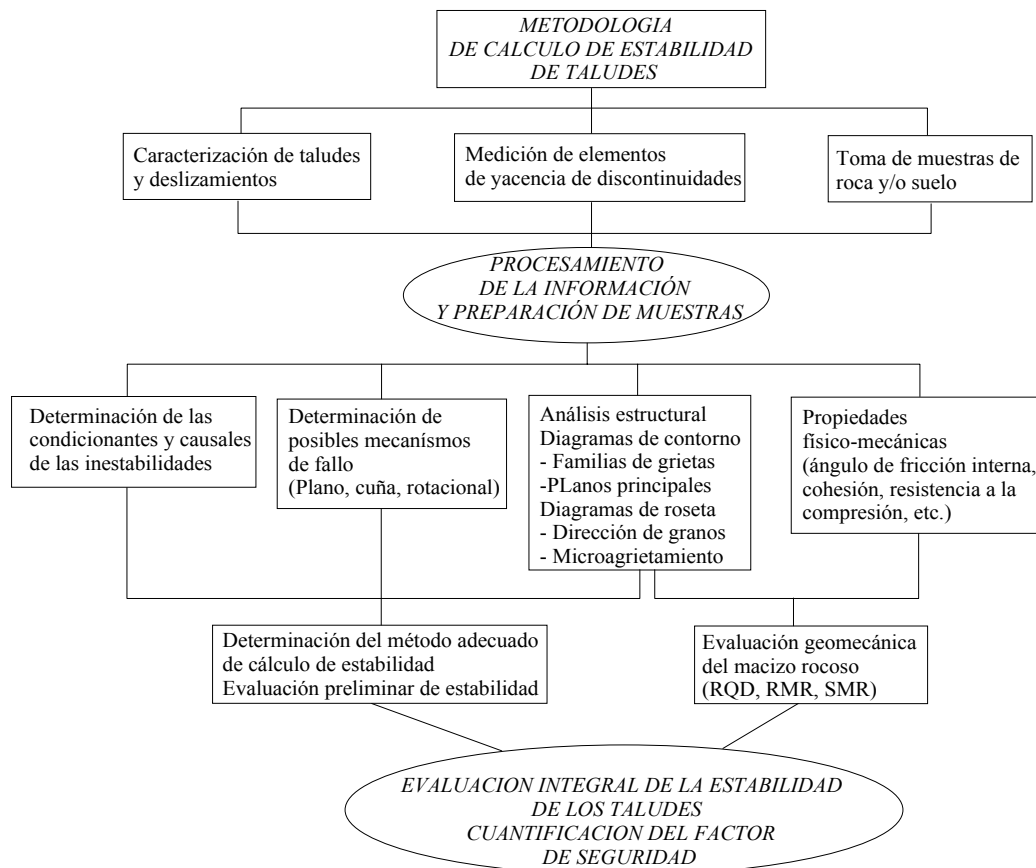 METODOLOGIA
DE CALCULO DE ESTABILIDAD
DE TALUDES
Caracterización de taludes
y deslizamientos
Medición de elementos
de yacencia de discontinuidades
Toma de muestras de
roca y/o suelo
PROCESAMIENTO
DE LA INFORMACIÓN
Y PREPARACIÓN DE MUESTRAS
Determinación de las
condicionantes y causales
de las inestabilidades
Determinación de
posibles mecanísmos
de fallo
(Plano, cuña, rotacional)
Análisis estructural
Diagramas de contorno
- Familias de grietas
-PLanos principales
Diagramas de roseta
- Dirección de granos
- Microagrietamiento
Propiedades
físico-mecánicas
(ángulo de fricción interna,
cohesión, resistencia a la
compresión, etc.)
Determinación del método adecuado
de cálculo de estabilidad
Evaluación preliminar de estabilidad
Evaluación geomecánica
del macizo rocoso
(RQD, RMR, SMR)
EVALUACION INTEGRAL DE LA ESTABILIDAD
DE LOS TALUDES
CUANTIFICACION DEL FACTOR
DE SEGURIDAD